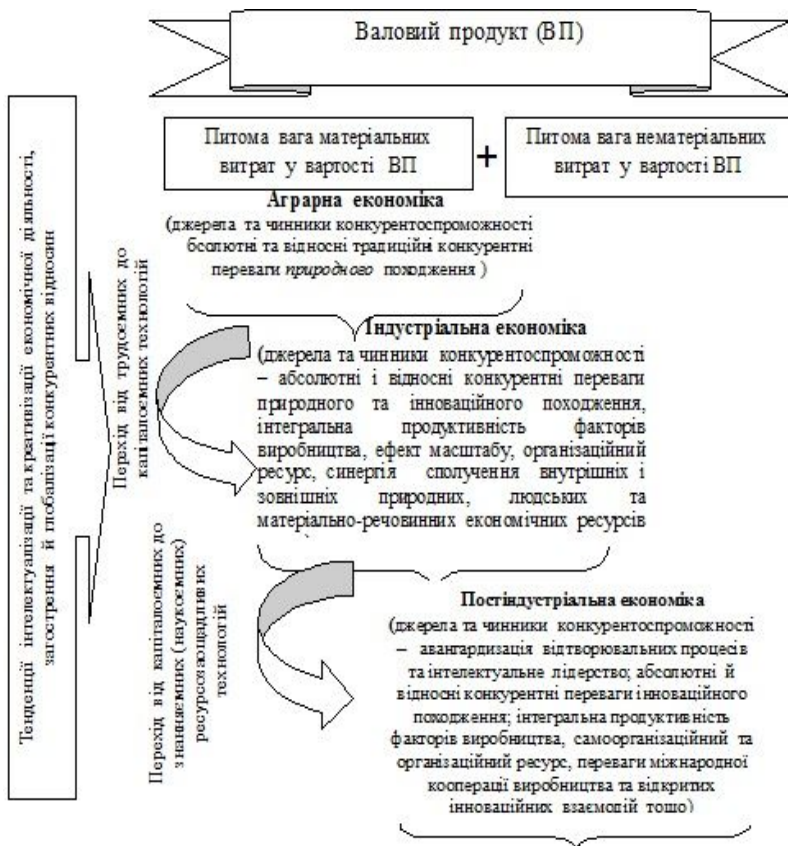 Валовий продукт (ВП)
Питома вага матеріальних
витрат у вартості ВП
+
Питома вага нематеріальних
витрат у вартості ВП
Тенденції інтелектуалізації та креативізації економічної діяльності,
загострення й глобалізації конкурентних відносин
Аграрна економіка
(джерела та чинники конкурентоспроможності
бсолютні та відносні традиційні конкурентні
переваги природного походження )
Перехід від трудоємних до
капіталоємних технологій
Індустріальна економіка
(джерела та чинники конкурентоспроможності
– абсолютні і відносні конкурентні переваги
природного та інноваційного походження,
інтегральна продуктивність факторів
виробництва, ефект масштабу, організаційний
ресурс, синергія сполучення внутрішніх і
зовнішніх природних, людських та
матеріально-речовинних економічних ресурсів
Перехід від капіталоємних до
знаннєємних (наукоємних)
ресурсозаощадливих
технологій
Постіндустріальна економіка
(джерела та чинники конкурентоспроможності
– авангардизація відтворювальних процесів
та інтелектуальне лідерство; абсолютні й
відносні конкурентні переваги інноваційного
походження; інтегральна продуктивність
факторів виробництва, самоорганізаційний та
організаційний ресурс, переваги міжнародної
кооперації виробництва та відкритих
інноваційних взаємодій тощо)